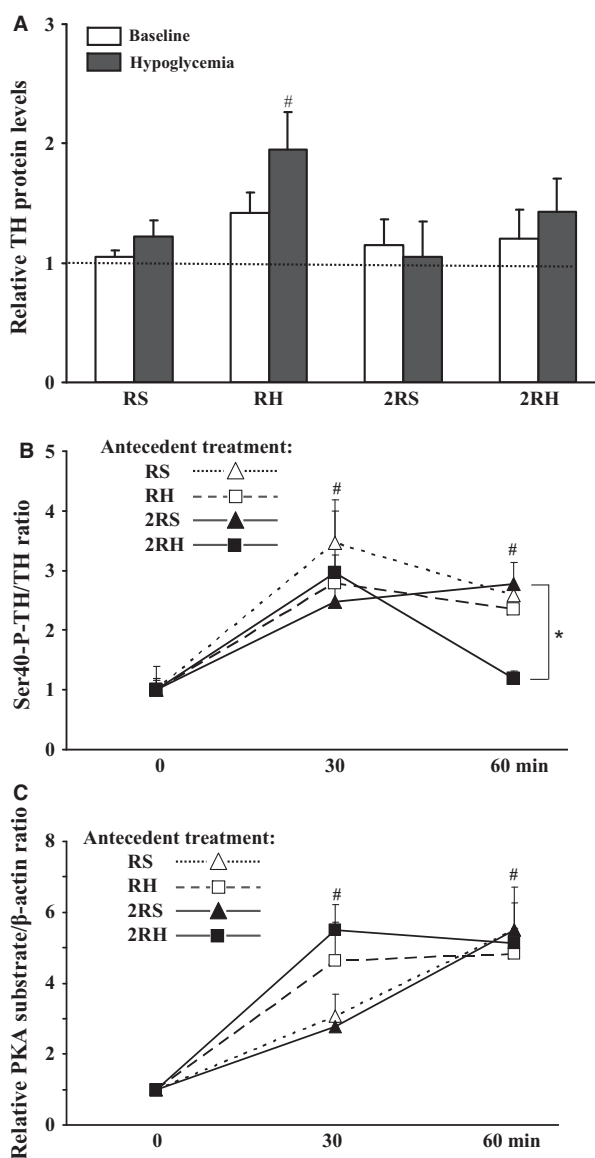 A
3
2
1
0
Relative TH protein levels
Baseline
Hypoglycemia
#
RS RH 2RS 2RH
B
5
4
3
2
1
0
Ser40-P-TH/TH ratio
Antecedent treatment:
RS
RH
2RS
2RH
#
#
*
0 30 60 min
C
8
6
4
2
0
Relative PKA substrate/β-actin ratio
Antecedent treatment:
RS
RH
2RS
2RH
#
#
0 30 60 min